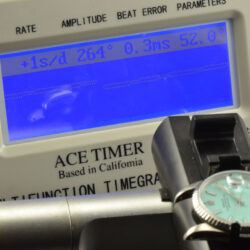 RATE AMPLITUDE BEAT ERROR PARAMETERS
+1s/d 264° 0.3ms 52.0°
ACE TIMER
Based in California
MULTIFUNCTION TIMEGRA